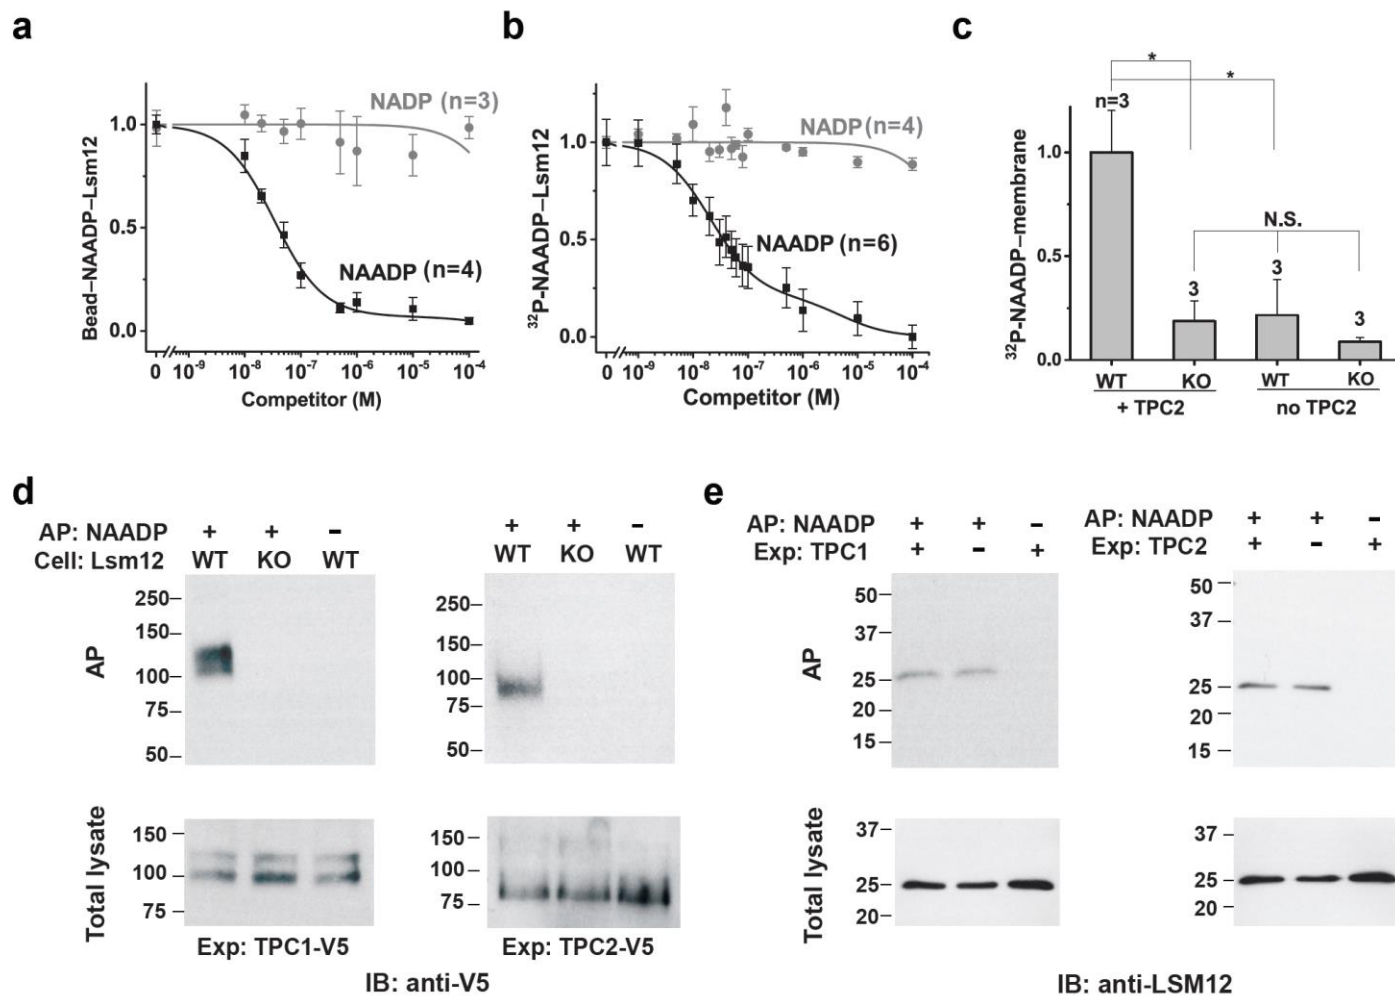 a
Bead–NAADP–Lsm12
1.0
0.5
0.0
NADP (n=3)
NAADP (n=4)
0 10⁻⁹ 10⁻⁸ 10⁻⁷ 10⁻⁶ 10⁻⁵ 10⁻⁴
Competitor (M)
b
³²P-NAADP–Lsm12
1.0
0.5
0.0
NADP (n=4)
NAADP (n=6)
0 10⁻⁹ 10⁻⁸ 10⁻⁷ 10⁻⁶ 10⁻⁵ 10⁻⁴
Competitor (M)
c
³²P-NAADP–membrane
1.0
0.5
0.0
*
*
n=3
N.S.
3 3 3
WT KO WT KO
+ TPC2 no TPC2
d
AP: NAADP + + –
Cell: Lsm12 WT KO WT
AP
250–
150–
100–
75–
50–
Total lysate
150–
100–
75–
Exp: TPC1-V5
+ + –
WT KO WT
250–
150–
100–
75–
50–
150–
100–
75–
Exp: TPC2-V5
IB: anti-V5
e
AP: NAADP + + –
Exp: TPC1 + – +
AP
50–
37–
25–
20–
15–
Total lysate
37–
25–
20–
AP: NAADP + + –
Exp: TPC2 + – +
50–
37–
25–
20–
15–
37–
25–
20–
IB: anti-LSM12